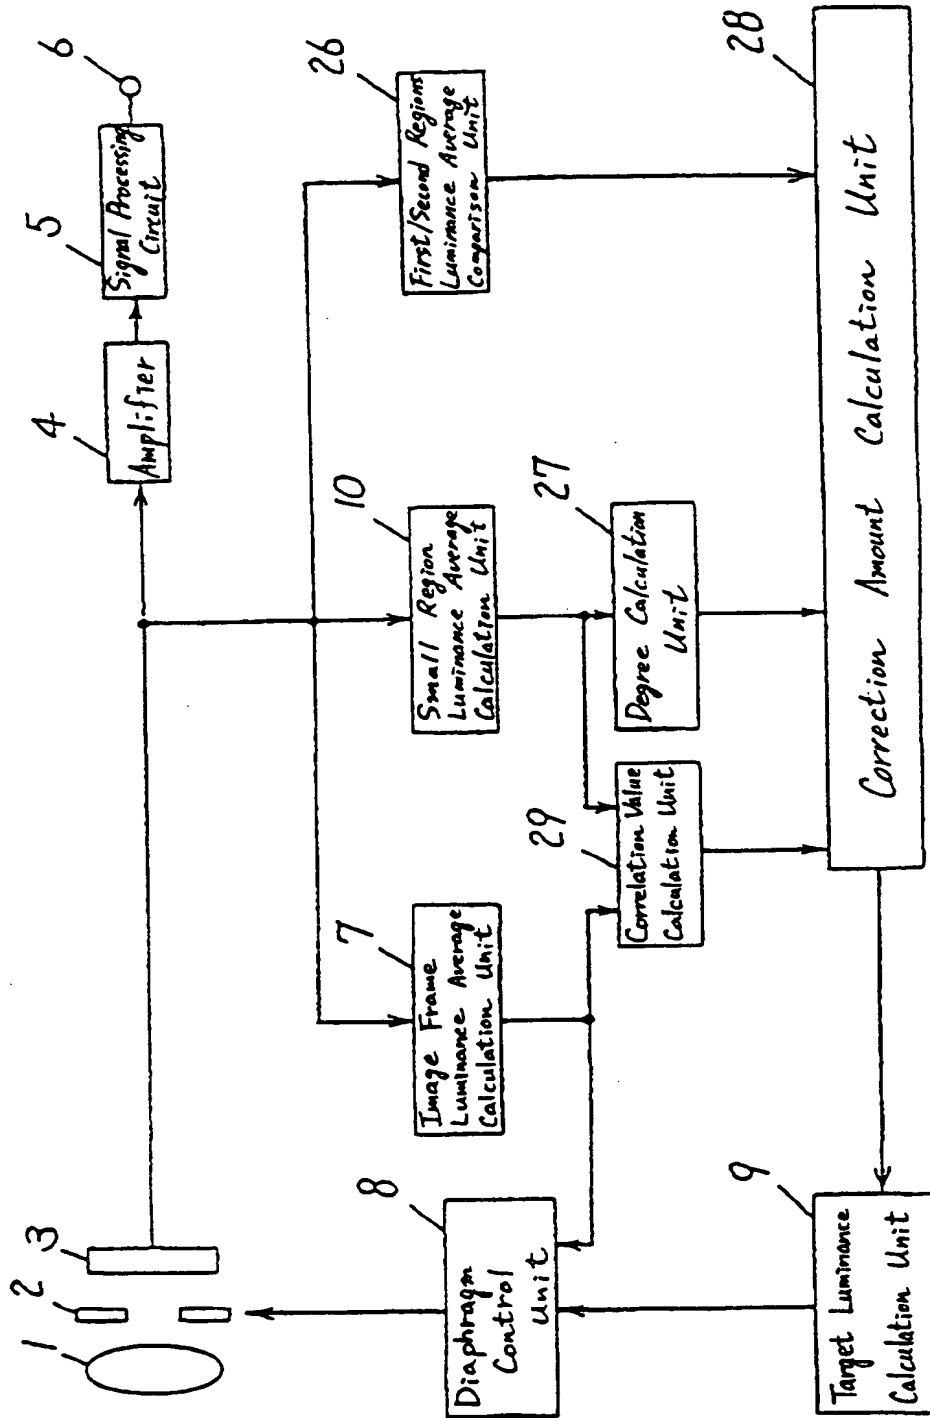 1
2
3
4
Amplifier
5
Signal Processing
Circuit
6
7
Image Frame
Luminance Average
Calculation Unit
10
Small Region
Luminance Average
Calculation Unit
26
First/Second Regions
Luminance Average
Comparison Unit
8
Diaphragm
Control
Unit
29
Correlation Value
Calculation Unit
27
Degree Calculation
Unit
9
Target Luminance
Calculation Unit
28
Correction Amount Calculation Unit